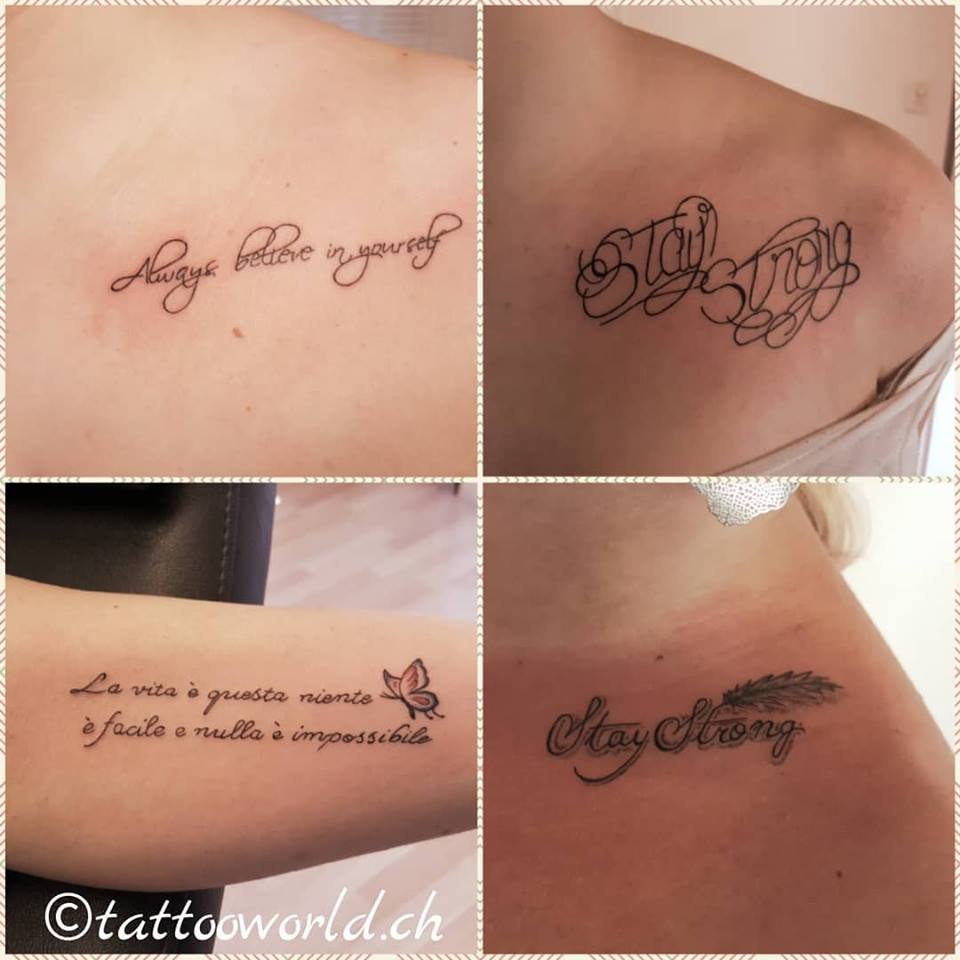 Always believe in yourself
Stay
Strong
La vita è questa niente
è facile e nulla è impossibile
Stay Strong
©tattooworld.ch